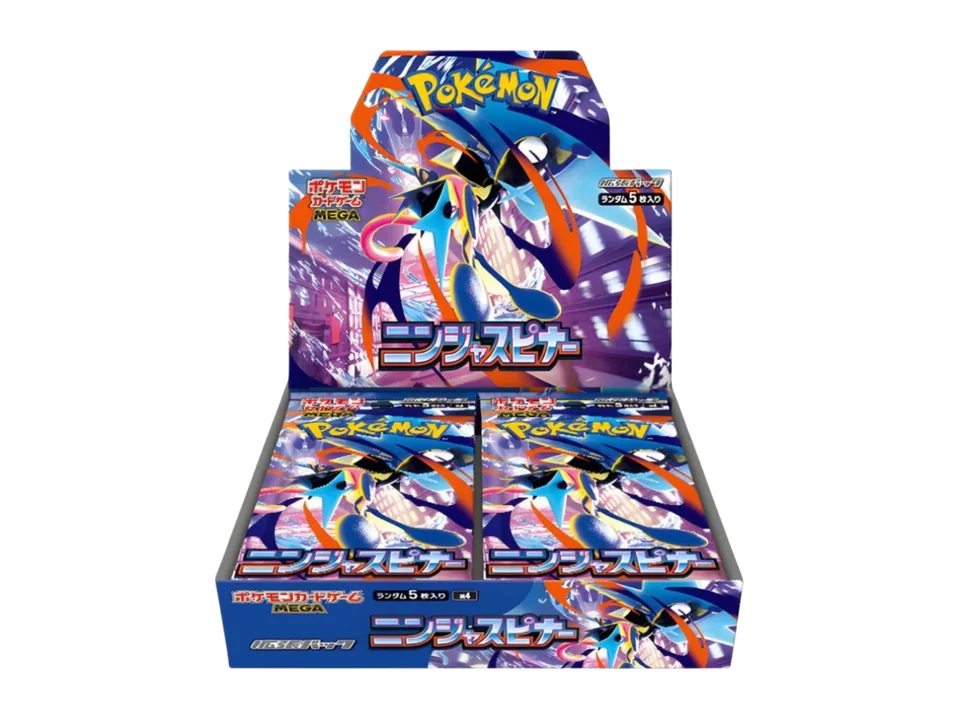 POKéMON
ポケモン
カードゲーム
MEGA
拡張パック
ランダム5枚入り
ニンジャスピナー
POKéMON
ニンジャスピナー
POKéMON
ニンジャスピナー
ポケモンカードゲーム
MEGA
ランダム5枚入り
拡張パック
ニンジャスピナー